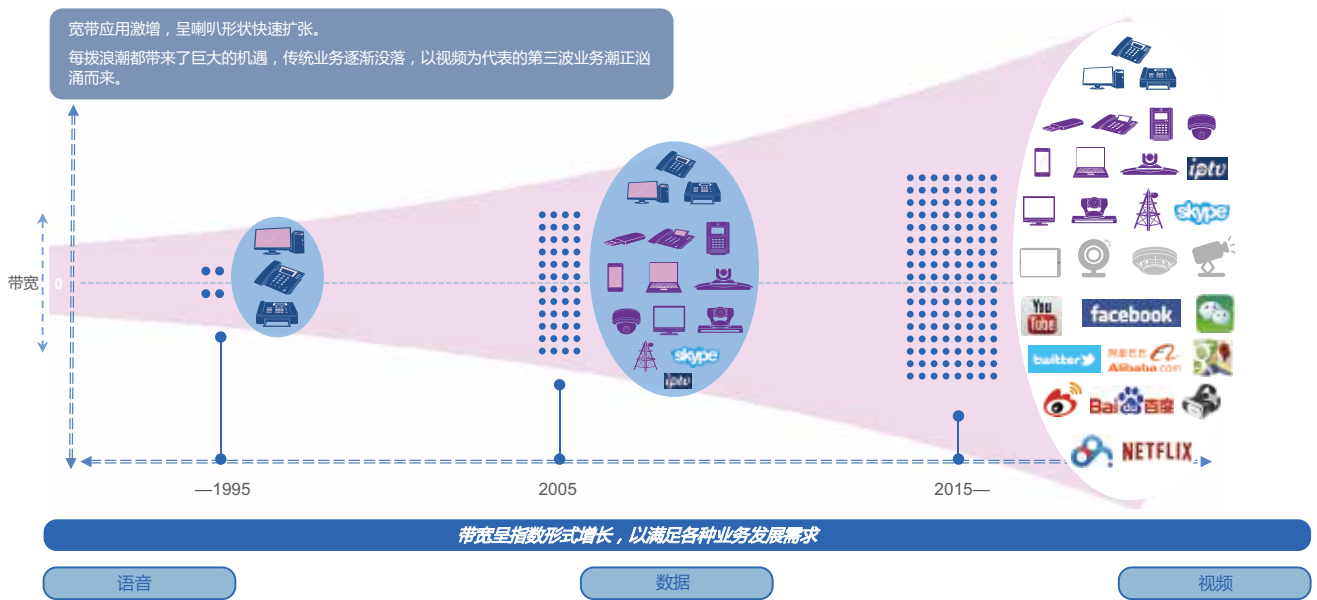 宽带应用激增，呈喇叭形状快速扩张。
每拨浪潮都带来了巨大的机遇，传统业务逐渐没落，以视频为代表的第三波业务潮正汹
涌而来。
带宽
0
skype
iptv
iptv
skype
You
Tube
facebook
twitter
阿里巴巴
Alibaba.com
Bai du 百度
NETFLIX
—1995
2005
2015—
带宽呈指数形式增长，以满足各种业务发展需求
语音
数据
视频